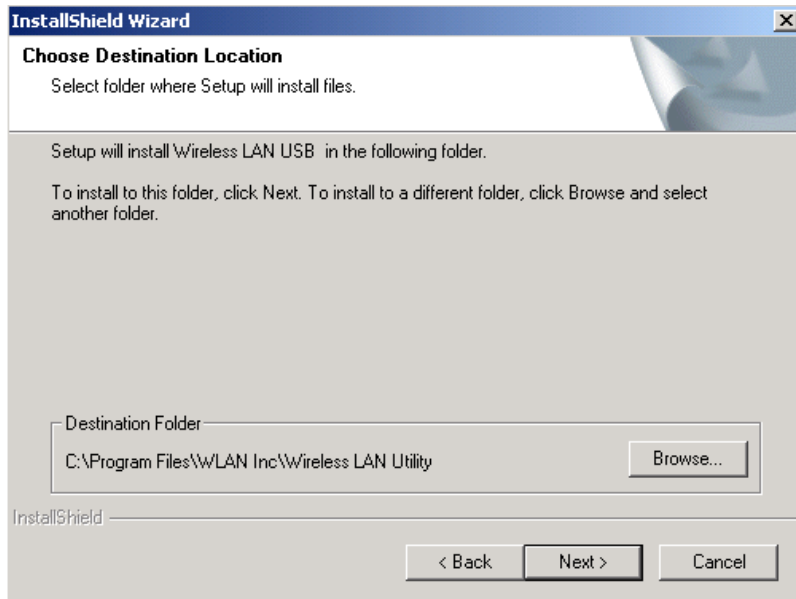 InstallShield Wizard
Choose Destination Location
Select folder where Setup will install files.
Setup will install Wireless LAN USB  in the following folder.
To install to this folder, click Next. To install to a different folder, click Browse and select
another folder.
Destination Folder
C:\Program Files\WLAN Inc\Wireless LAN Utility
Browse...
InstallShield
< Back
Next >
Cancel